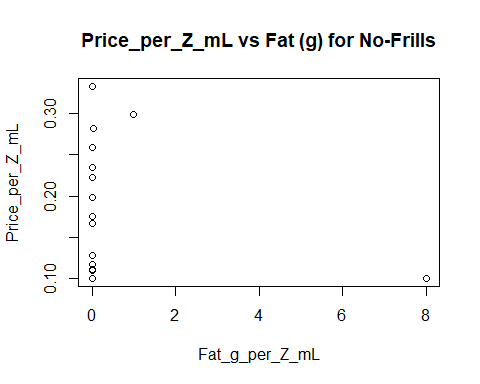 Price_per_Z_mL vs Fat (g) for No-Frills
Price_per_Z_mL
0.30
0.20
0.10
0 2 4 6 8
Fat_g_per_Z_mL